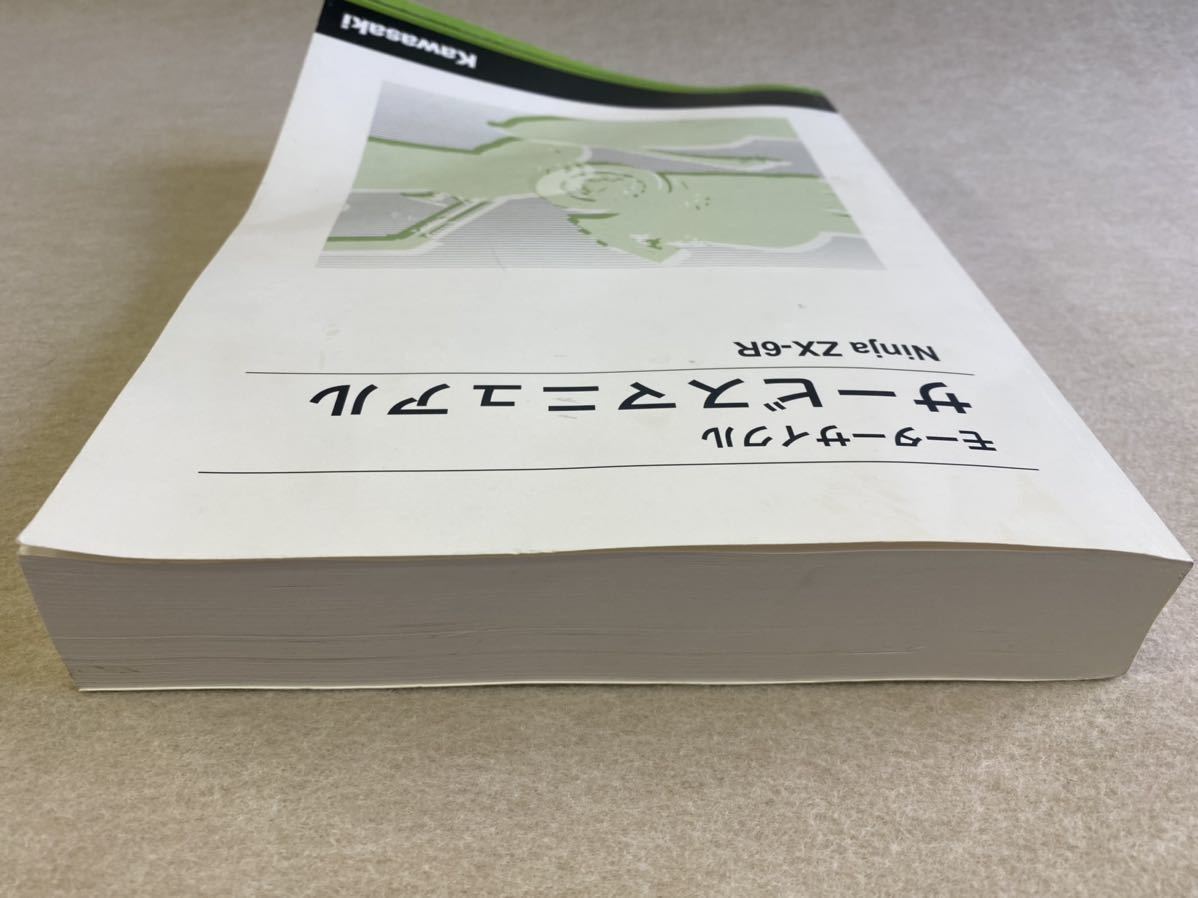 モーターサイクル
サービスマニュアル
Ninja ZX-6R
Kawasaki